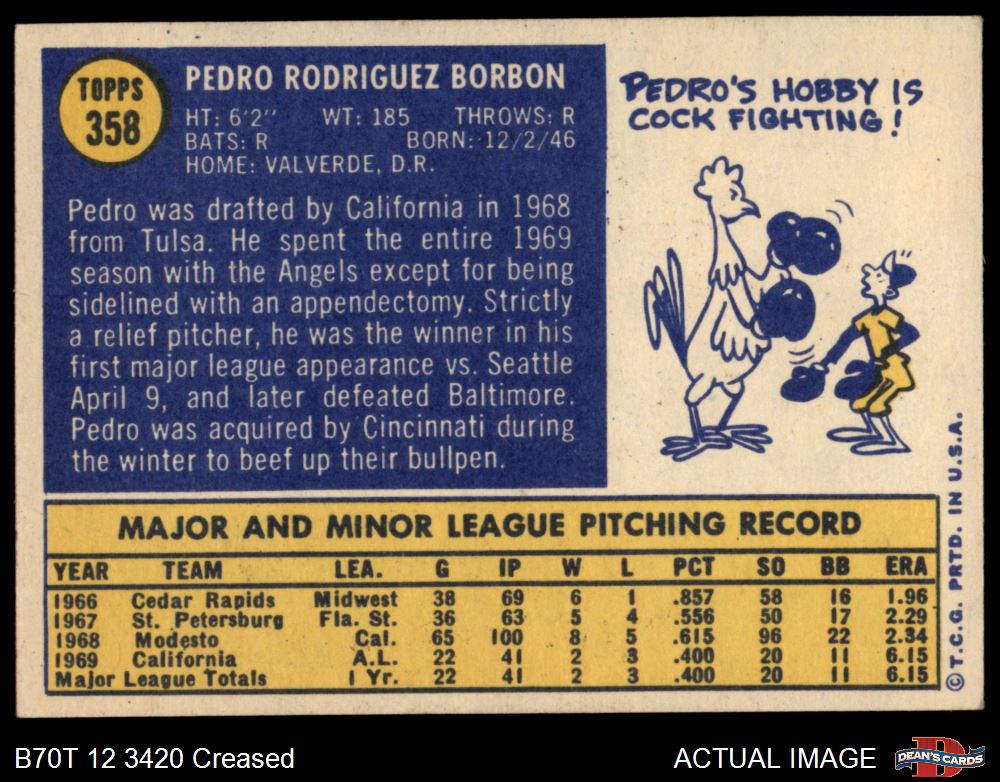 TOPPS
358
PEDRO RODRIGUEZ BORBON
HT: 6'2" WT: 185 THROWS: R
BATS: R BORN: 12/2/46
HOME: VALVERDE, D.R.
Pedro was drafted by California in 1968
from Tulsa. He spent the entire 1969
season with the Angels except for being
sidelined with an appendectomy. Strictly
a relief pitcher, he was the winner in his
first major league appearance vs. Seattle
April 9, and later defeated Baltimore.
Pedro was acquired by Cincinnati during
the winter to beef up their bullpen.
PEDRO'S HOBBY IS
COCK FIGHTING!
MAJOR AND MINOR LEAGUE PITCHING RECORD
YEAR TEAM LEA. G IP W L PCT SO BB ERA
1966 Cedar Rapids Midwest 38 69 6 1 .857 58 16 1.96
1967 St. Petersburg Fla. St. 36 63 5 4 .556 50 17 2.29
1968 Modesto Cal. 65 100 8 5 .615 96 22 2.34
1969 California A.L. 22 41 2 3 .400 20 11 6.15
Major League Totals 1 Yr. 22 41 2 3 .400 20 11 6.15
©T.C.G. PRTD. IN U.S.A.
B70T 12 3420 Creased
ACTUAL IMAGE
D
DEAN'S CARDS